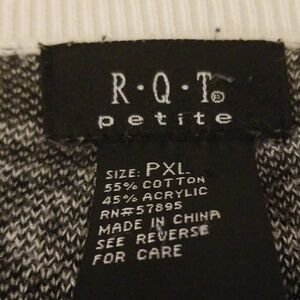 R·Q·T®
petite
SIZE: PXL
55% COTTON
45% ACRYLIC
RN#57895
MADE IN CHINA
SEE REVERSE
FOR CARE